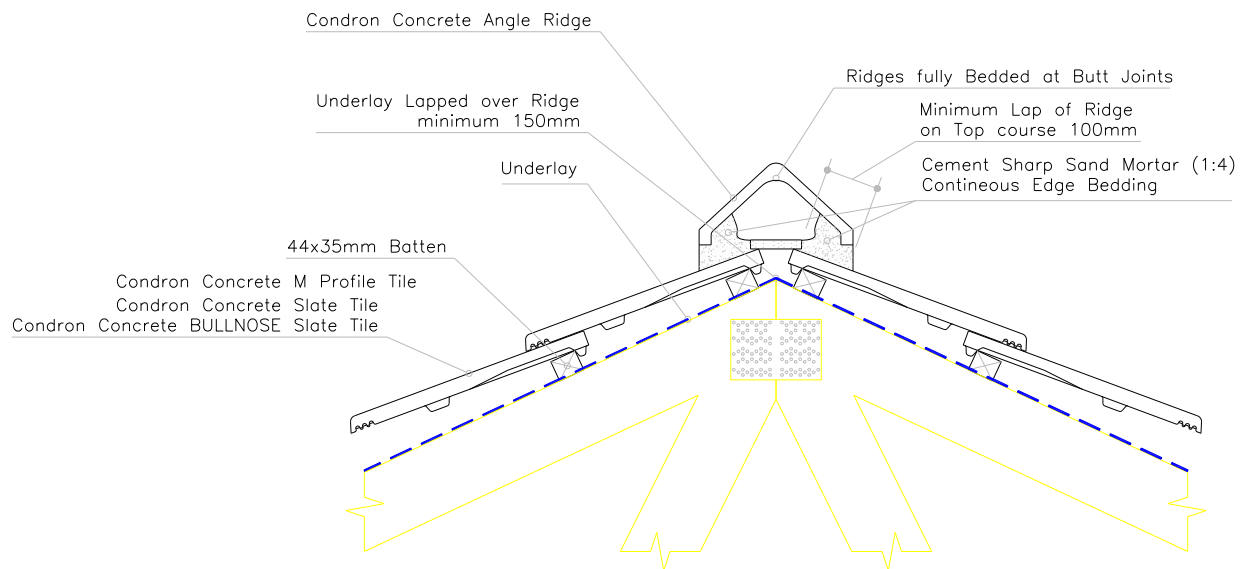 Condron Concrete Angle Ridge
Ridges fully Bedded at Butt Joints
Underlay Lapped over Ridge
minimum 150mm
Minimum Lap of Ridge
on Top course 100mm
Underlay
Cement Sharp Sand Mortar (1:4)
Contineous Edge Bedding
44x35mm Batten
Condron Concrete M Profile Tile
Condron Concrete Slate Tile
Condron Concrete BULLNOSE Slate Tile